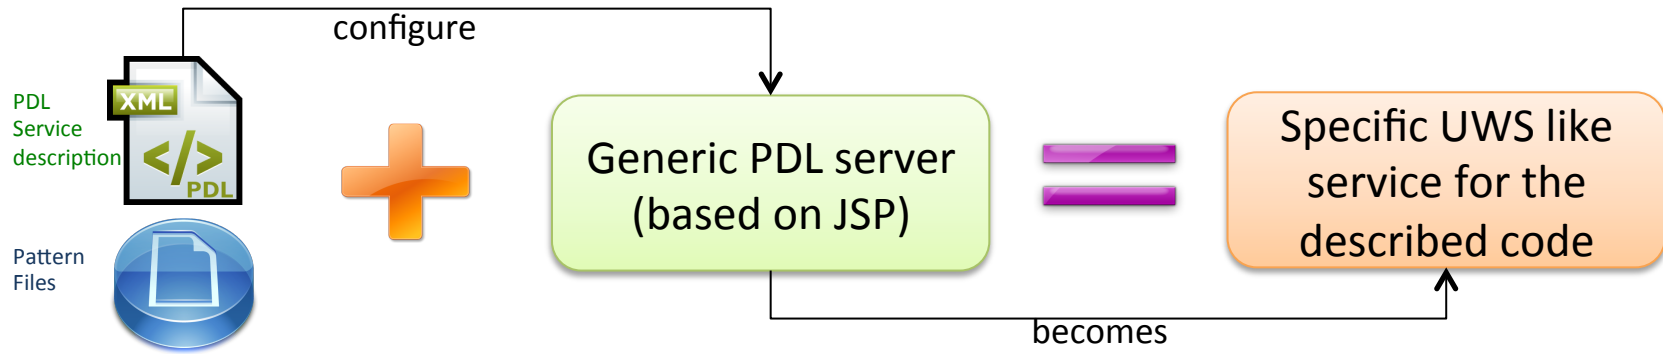 configure
PDL
Service
description
XML
</>
PDL
Pattern
Files
Generic PDL server
(based on JSP)
Specific UWS like
service for the
described code
becomes